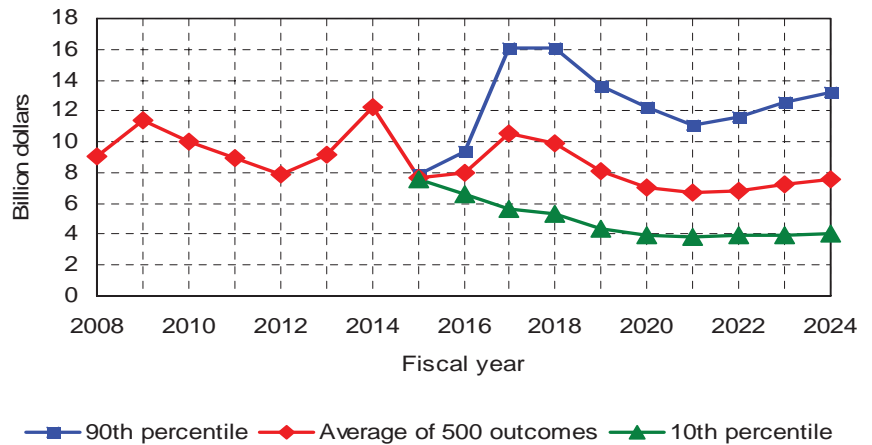 18
16
14
12
10
8
6
4
2
0
Billion dollars
2008 2010 2012 2014 2016 2018 2020 2022 2024
Fiscal year
90th percentile Average of 500 outcomes 10th percentile